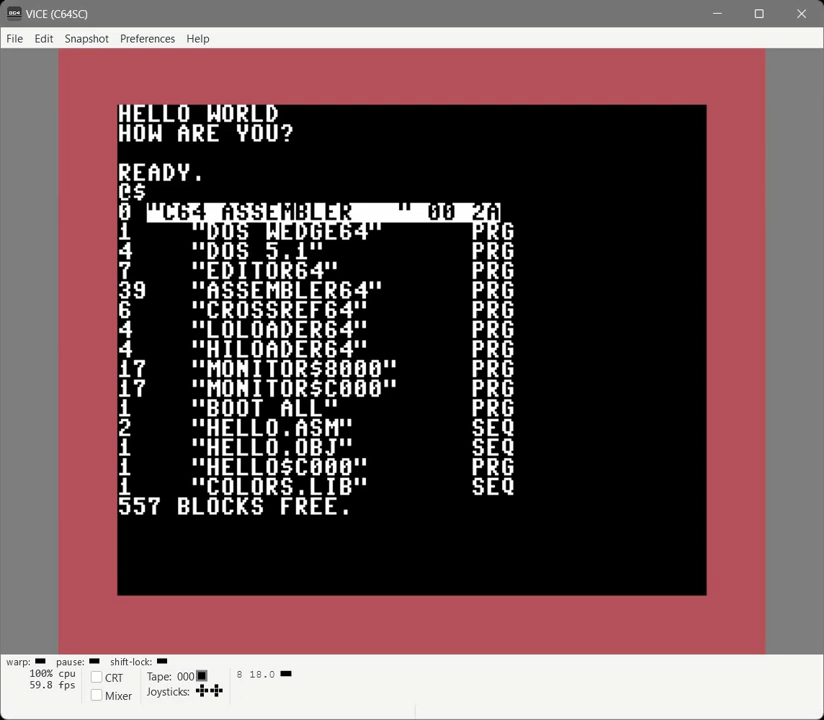 VICE (C64SC)
File Edit Snapshot Preferences Help
HELLO WORLD
HOW ARE YOU?
READY.
@$
0 "C64 ASSEMBLER    " 00 2A
1 "DOS WEDGE64" PRG
4 "DOS 5.1" PRG
7 "EDITOR64" PRG
39 "ASSEMBLER64" PRG
6 "CROSSREF64" PRG
4 "LOLOADER64" PRG
4 "HILOADER64" PRG
17 "MONITOR$8000" PRG
17 "MONITOR$C000" PRG
1 "BOOT ALL" PRG
2 "HELLO.ASM" SEQ
1 "HELLO.OBJ" SEQ
1 "HELLO$C000" PRG
1 "COLORS.LIB" SEQ
557 BLOCKS FREE.
warp: pause: shift-lock:
100% cpu
59.8 fps
CRT
Mixer
Tape: 000
Joysticks:
8 18.0